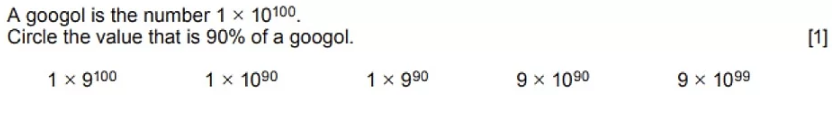 A googol is the number 1 × 10¹⁰⁰.
Circle the value that is 90% of a googol. [1]
1 × 9¹⁰⁰ 1 × 10⁹⁰ 1 × 9⁹⁰ 9 × 10⁹⁰ 9 × 10⁹⁹